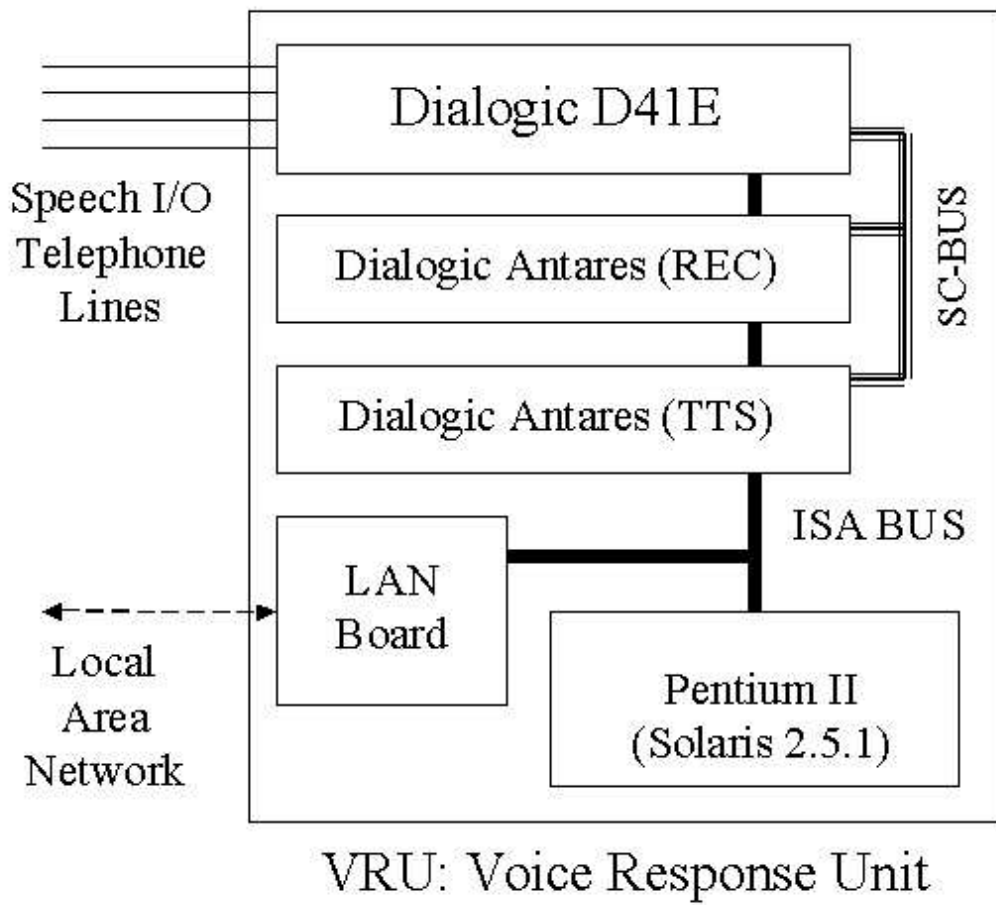 Dialogic D41E
Speech I/O
Telephone
Lines
SC-BUS
Dialogic Antares (REC)
Dialogic Antares (TTS)
ISA BUS
LAN
Board
Local
Area
Network
Pentium II
(Solaris 2.5.1)
VRU: Voice Response Unit